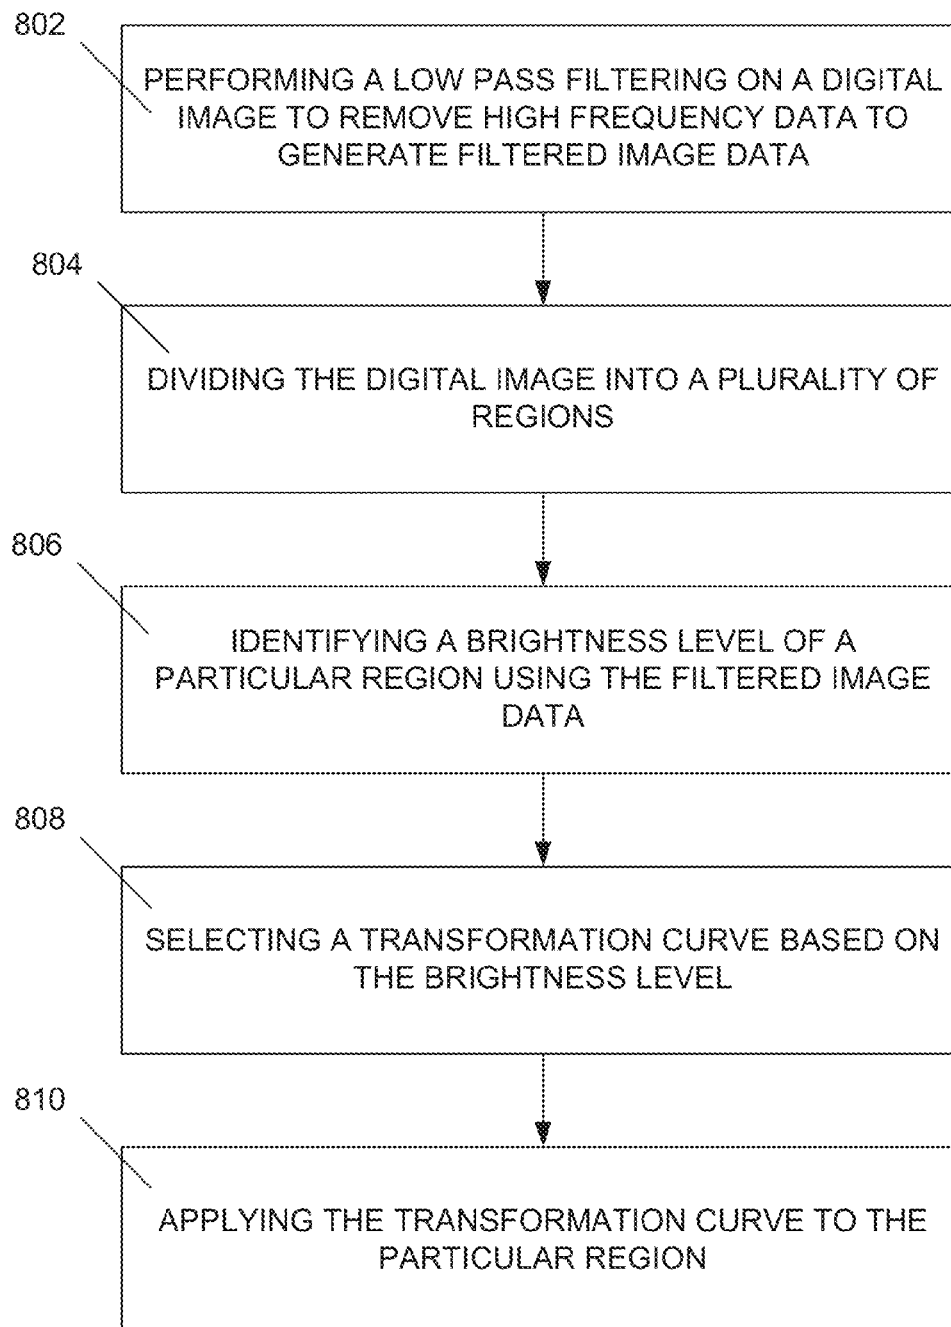 802
PERFORMING A LOW PASS FILTERING ON A DIGITAL
IMAGE TO REMOVE HIGH FREQUENCY DATA TO
GENERATE FILTERED IMAGE DATA
804
DIVIDING THE DIGITAL IMAGE INTO A PLURALITY OF
REGIONS
806
IDENTIFYING A BRIGHTNESS LEVEL OF A
PARTICULAR REGION USING THE FILTERED IMAGE
DATA
808
SELECTING A TRANSFORMATION CURVE BASED ON
THE BRIGHTNESS LEVEL
810
APPLYING THE TRANSFORMATION CURVE TO THE
PARTICULAR REGION